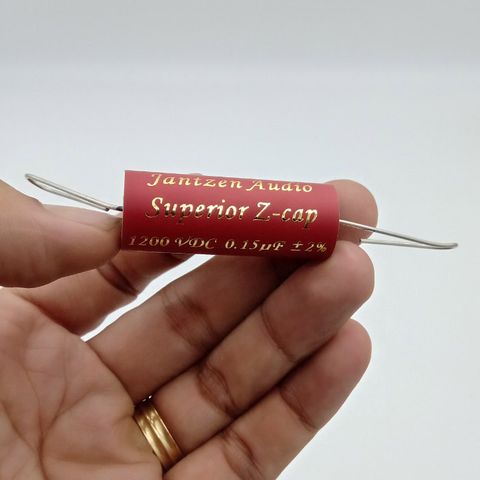 Jantzen Audio
Superior Z-cap
1200 VDC 0.15µF ±2%